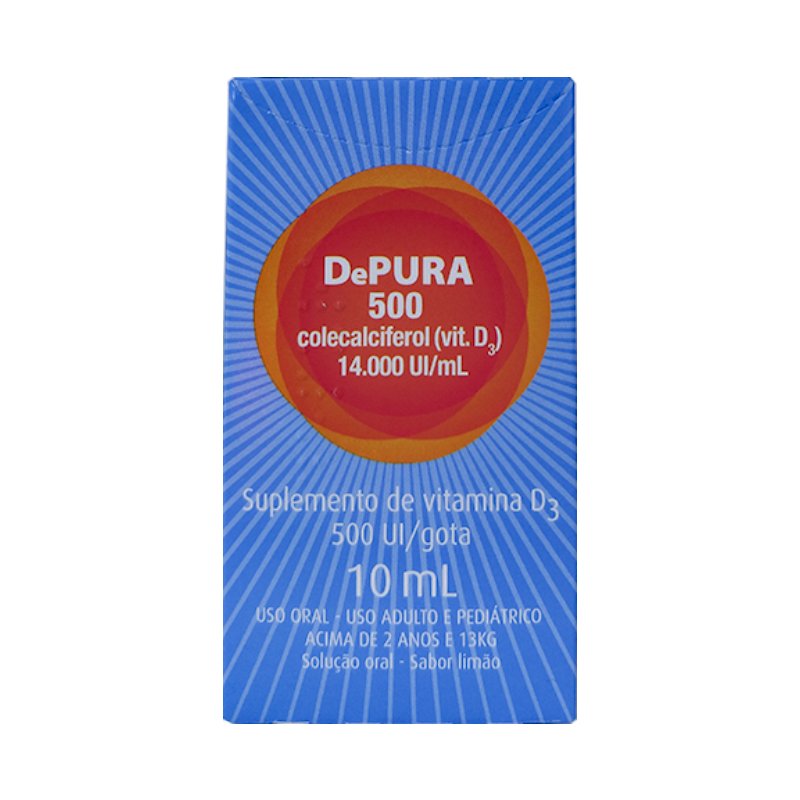 DePURA
500
colecalciferol (vit. D₃)
14.000 UI/mL
Suplemento de vitamina D₃
500 UI/gota
10 mL
USO ORAL - USO ADULTO E PEDIÁTRICO
ACIMA DE 2 ANOS E 13KG
Solução oral - Sabor limão